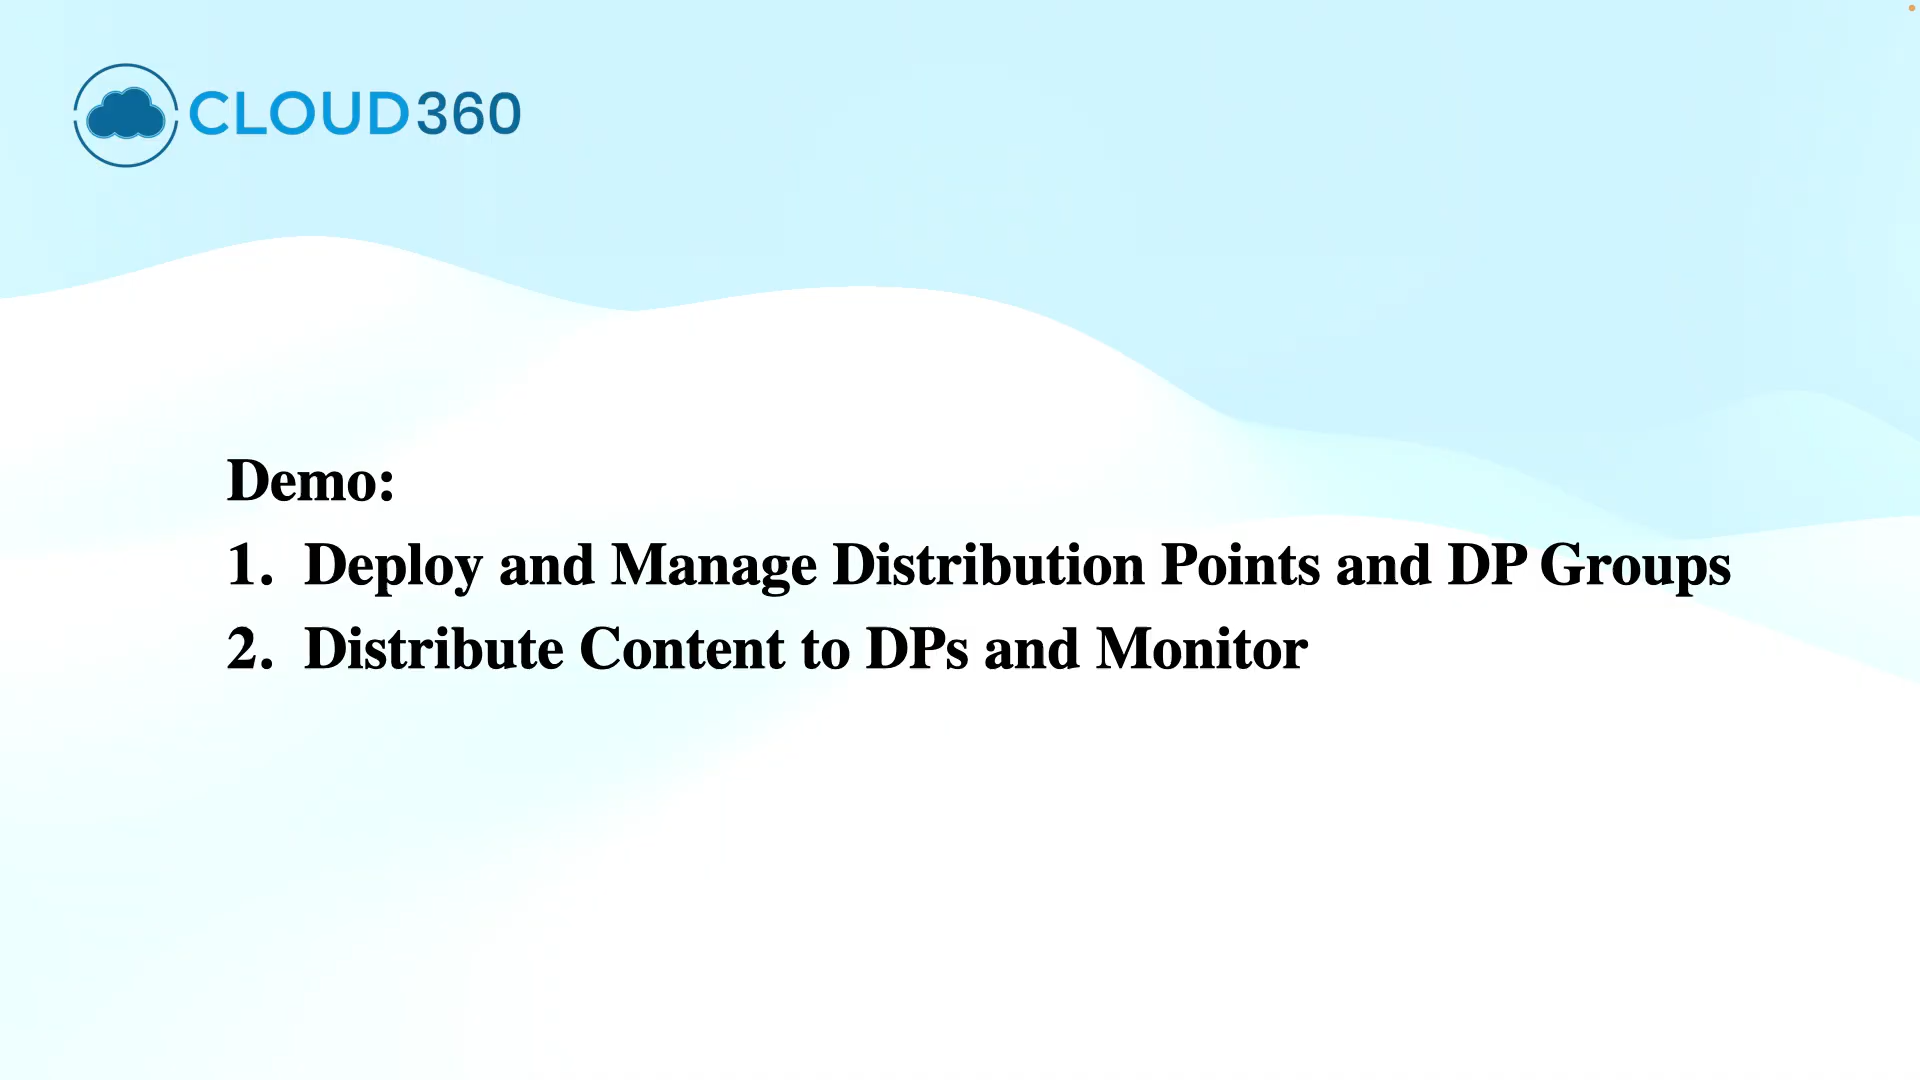 CLOUD360
Demo:
1. Deploy and Manage Distribution Points and DP Groups
2. Distribute Content to DPs and Monitor